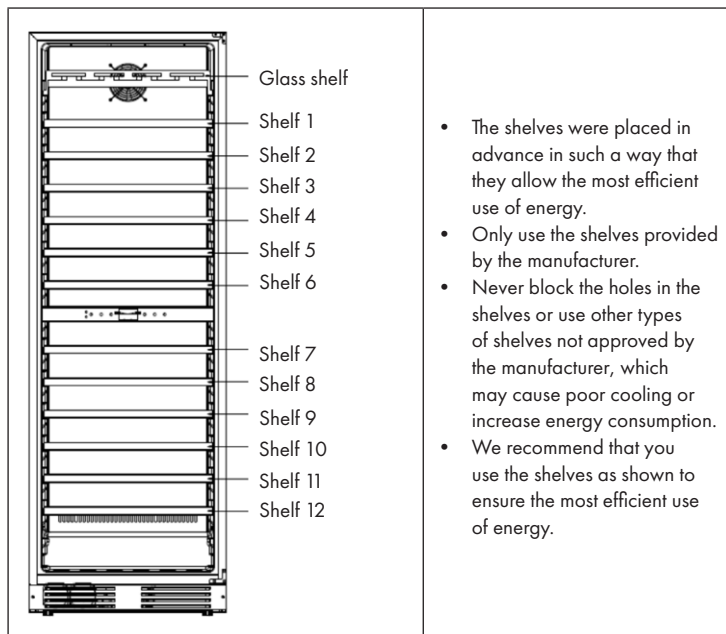 Glass shelf
Shelf 1
Shelf 2
Shelf 3
Shelf 4
Shelf 5
Shelf 6
Shelf 7
Shelf 8
Shelf 9
Shelf 10
Shelf 11
Shelf 12
• The shelves were placed in
advance in such a way that
they allow the most efficient
use of energy.
• Only use the shelves provided
by the manufacturer.
• Never block the holes in the
shelves or use other types
of shelves not approved by
the manufacturer, which
may cause poor cooling or
increase energy consumption.
• We recommend that you
use the shelves as shown to
ensure the most efficient use
of energy.